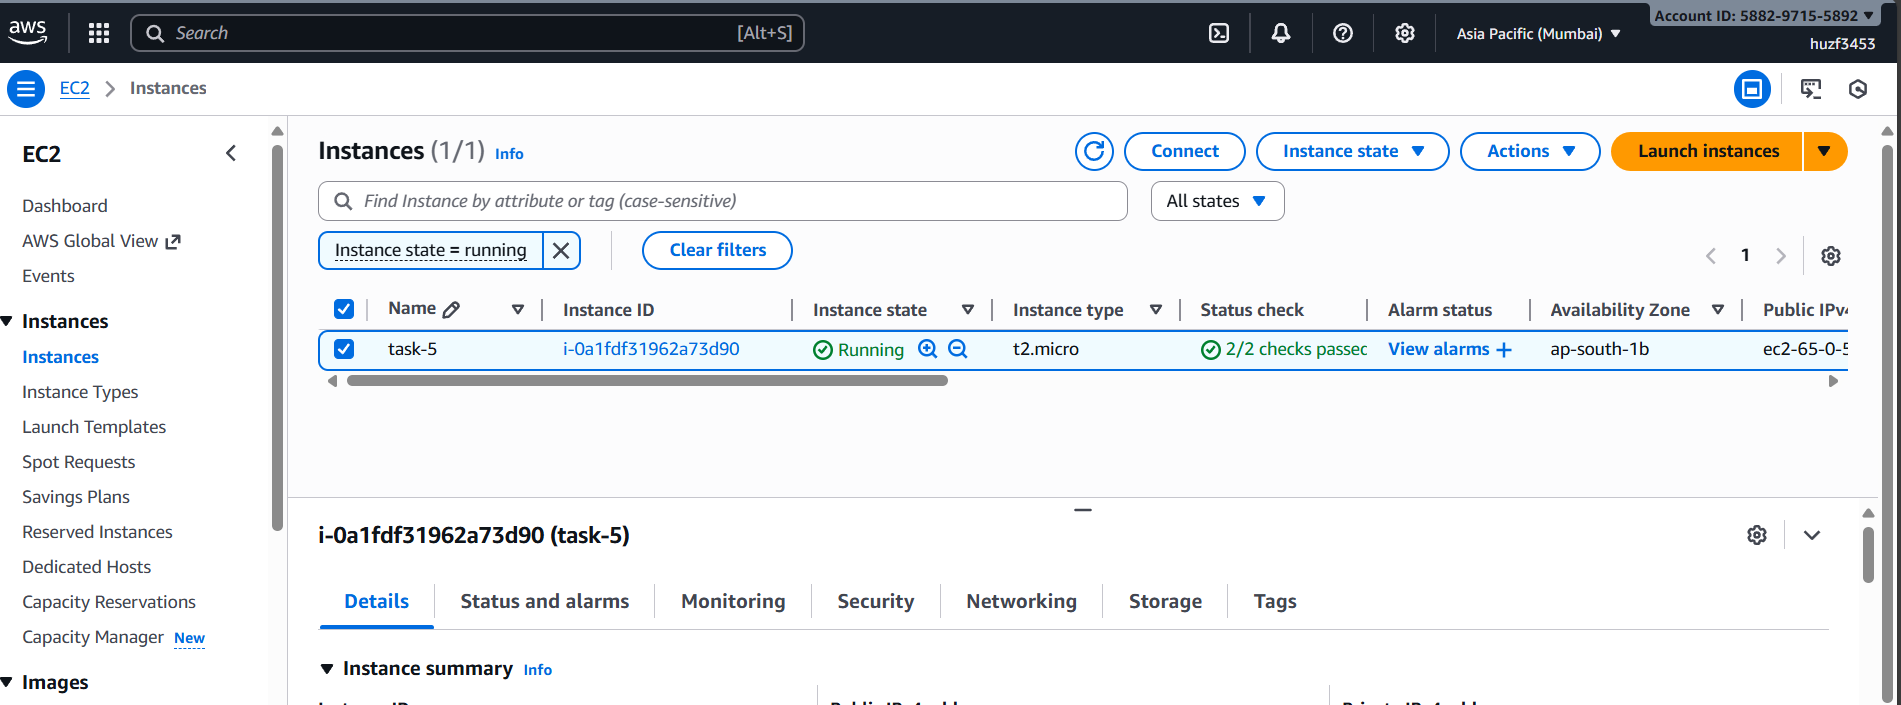 aws
Search
[Alt+S]
Asia Pacific (Mumbai)
Account ID: 5882-9715-5892
huzf3453
EC2
Instances
EC2
Dashboard
AWS Global View
Events
Instances
Instances
Instance Types
Launch Templates
Spot Requests
Savings Plans
Reserved Instances
Dedicated Hosts
Capacity Reservations
Capacity Manager New
Images
Instances (1/1) Info
Connect
Instance state
Actions
Launch instances
Find Instance by attribute or tag (case-sensitive)
All states
Instance state = running
Clear filters
1
Name Instance ID Instance state Instance type Status check Alarm status Availability Zone Public IPv4
task-5 i-0a1fdf31962a73d90 Running t2.micro 2/2 checks passed View alarms + ap-south-1b ec2-65-0-5
i-0a1fdf31962a73d90 (task-5)
Details Status and alarms Monitoring Security Networking Storage Tags
Instance summary Info